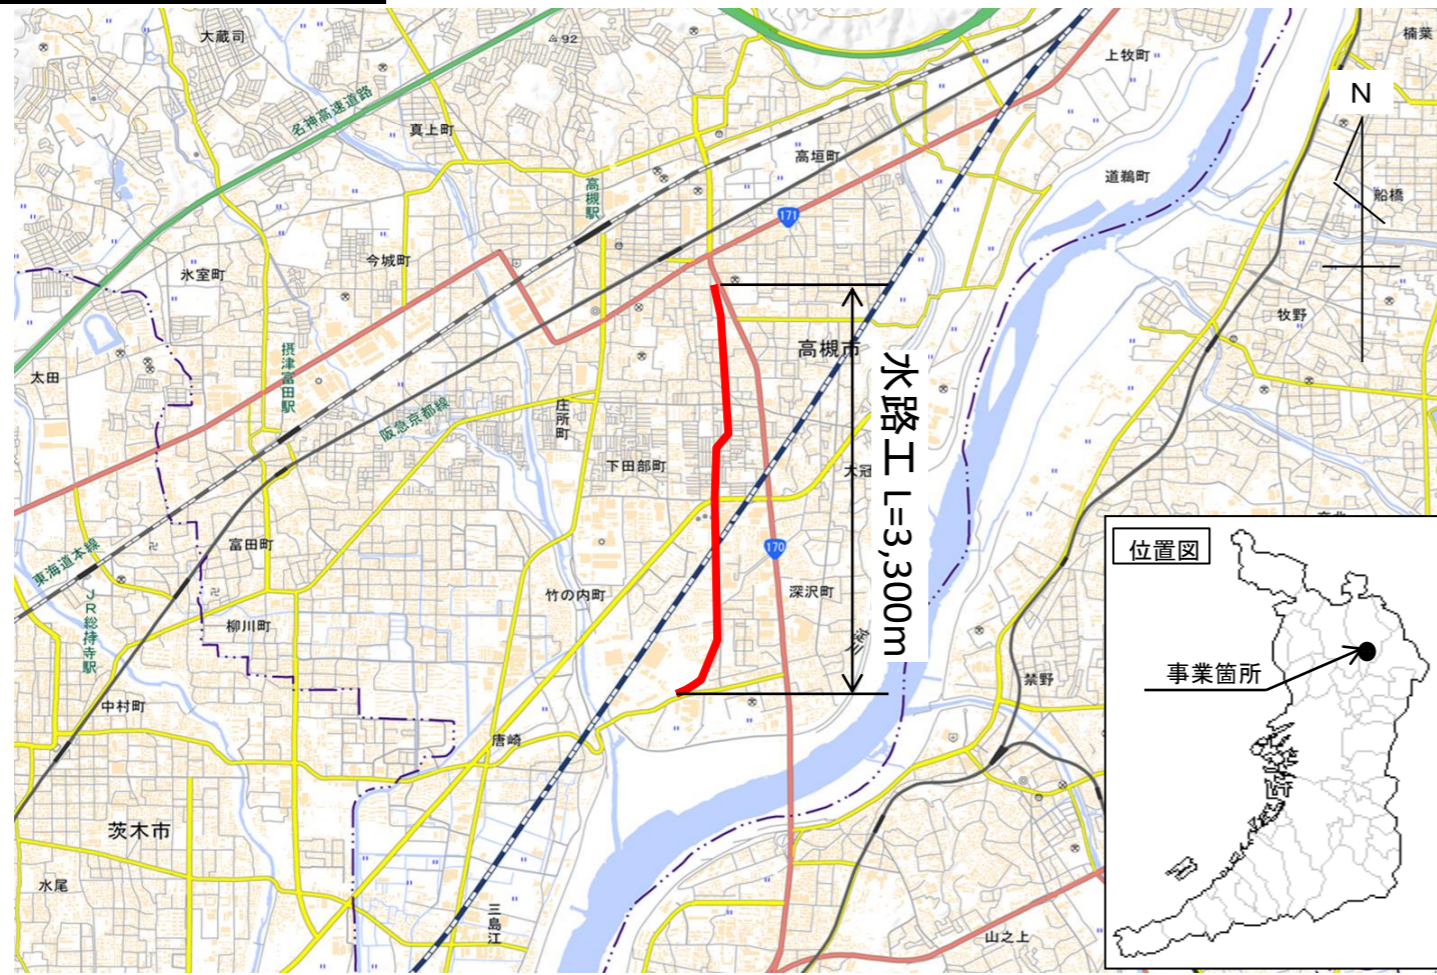 大蔵司
92
上牧町
楠葉
N
名神高速道路
真上町
高垣町
道鵜町
船橋
高槻駅
171
今城町
氷室町
牧野
高槻市
摂津富田駅
太田
阪急京都線
庄所町
下田部町
大冠
水路工 L=3,300m
富田町
170
位置図
東海道本線
竹の内町
深沢町
JR総持寺駅
柳川町
淀川
事業箇所
禁野
中村町
唐崎
茨木市
水尾
三島江
山之上